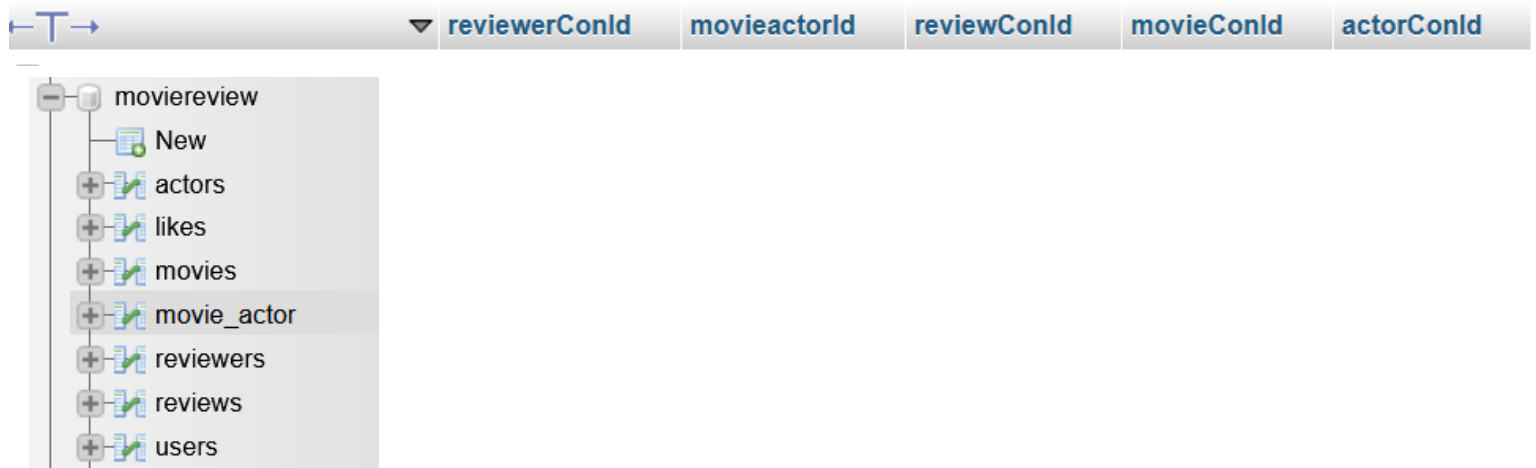 ←T→ reviewerConId movieactorId reviewConId movieConId actorConId
moviereview
New
actors
likes
movies
movie_actor
reviewers
reviews
users